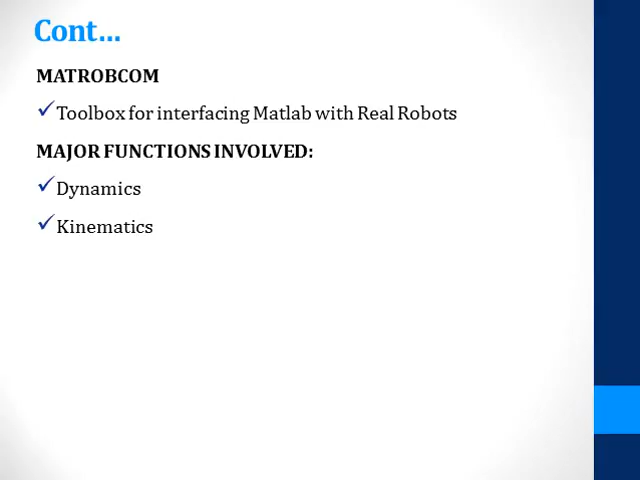 Cont…
MATROBCOM
✓Toolbox for interfacing Matlab with Real Robots
MAJOR FUNCTIONS INVOLVED:
✓Dynamics
✓Kinematics